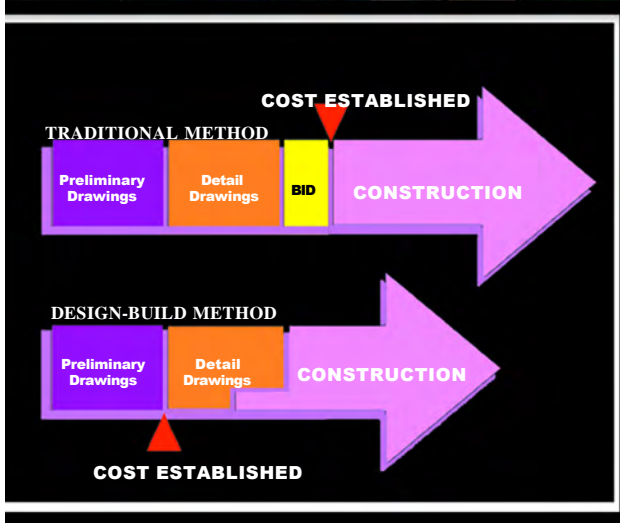 COST ESTABLISHED
TRADITIONAL METHOD
Preliminary
Drawings
Detail
Drawings
BID
CONSTRUCTION
DESIGN-BUILD METHOD
Preliminary
Drawings
Detail
Drawings
CONSTRUCTION
COST ESTABLISHED